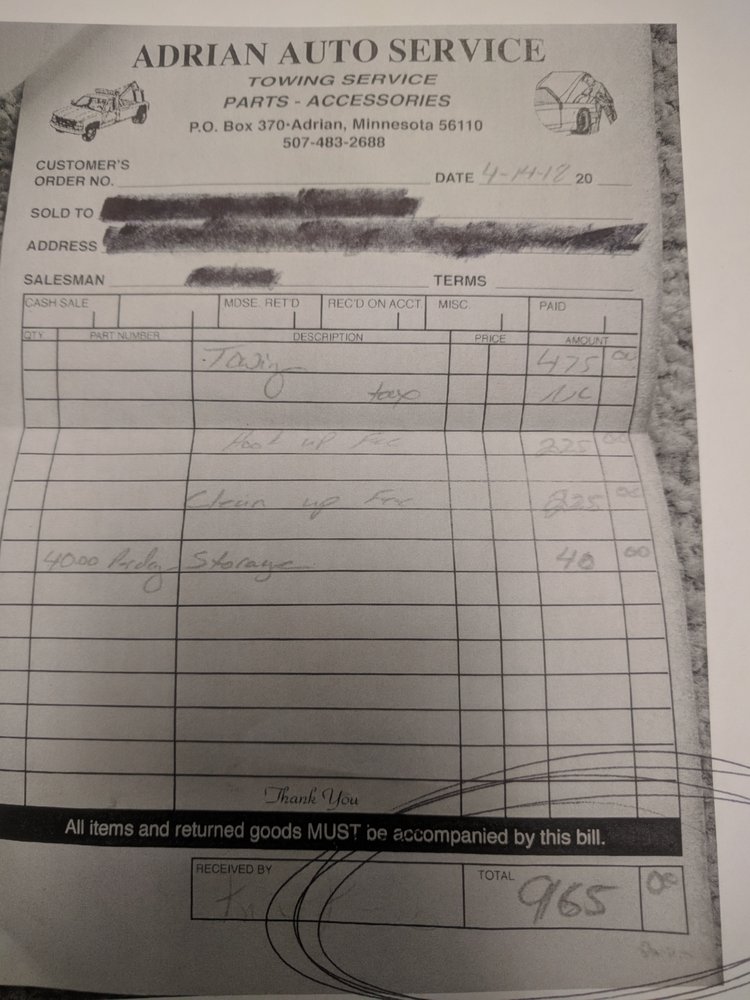 ADRIAN AUTO SERVICE
TOWING SERVICE
PARTS - ACCESSORIES
P.O. Box 370•Adrian, Minnesota 56110
507-483-2688
CUSTOMER'S
ORDER NO.
DATE 4-14-18 20
SOLD TO
ADDRESS
SALESMAN TERMS
CASH SALE MDSE. RET'D REC'D ON ACCT. MISC. PAID
QTY. PART NUMBER DESCRIPTION PRICE AMOUNT
Towing 475 00
NC
Hook up Fee 225 00
Clean up Fee 225 00
40.00 Per day Storage 40 00
Thank You
All items and returned goods MUST be accompanied by this bill.
RECEIVED BY
TOTAL 965 00